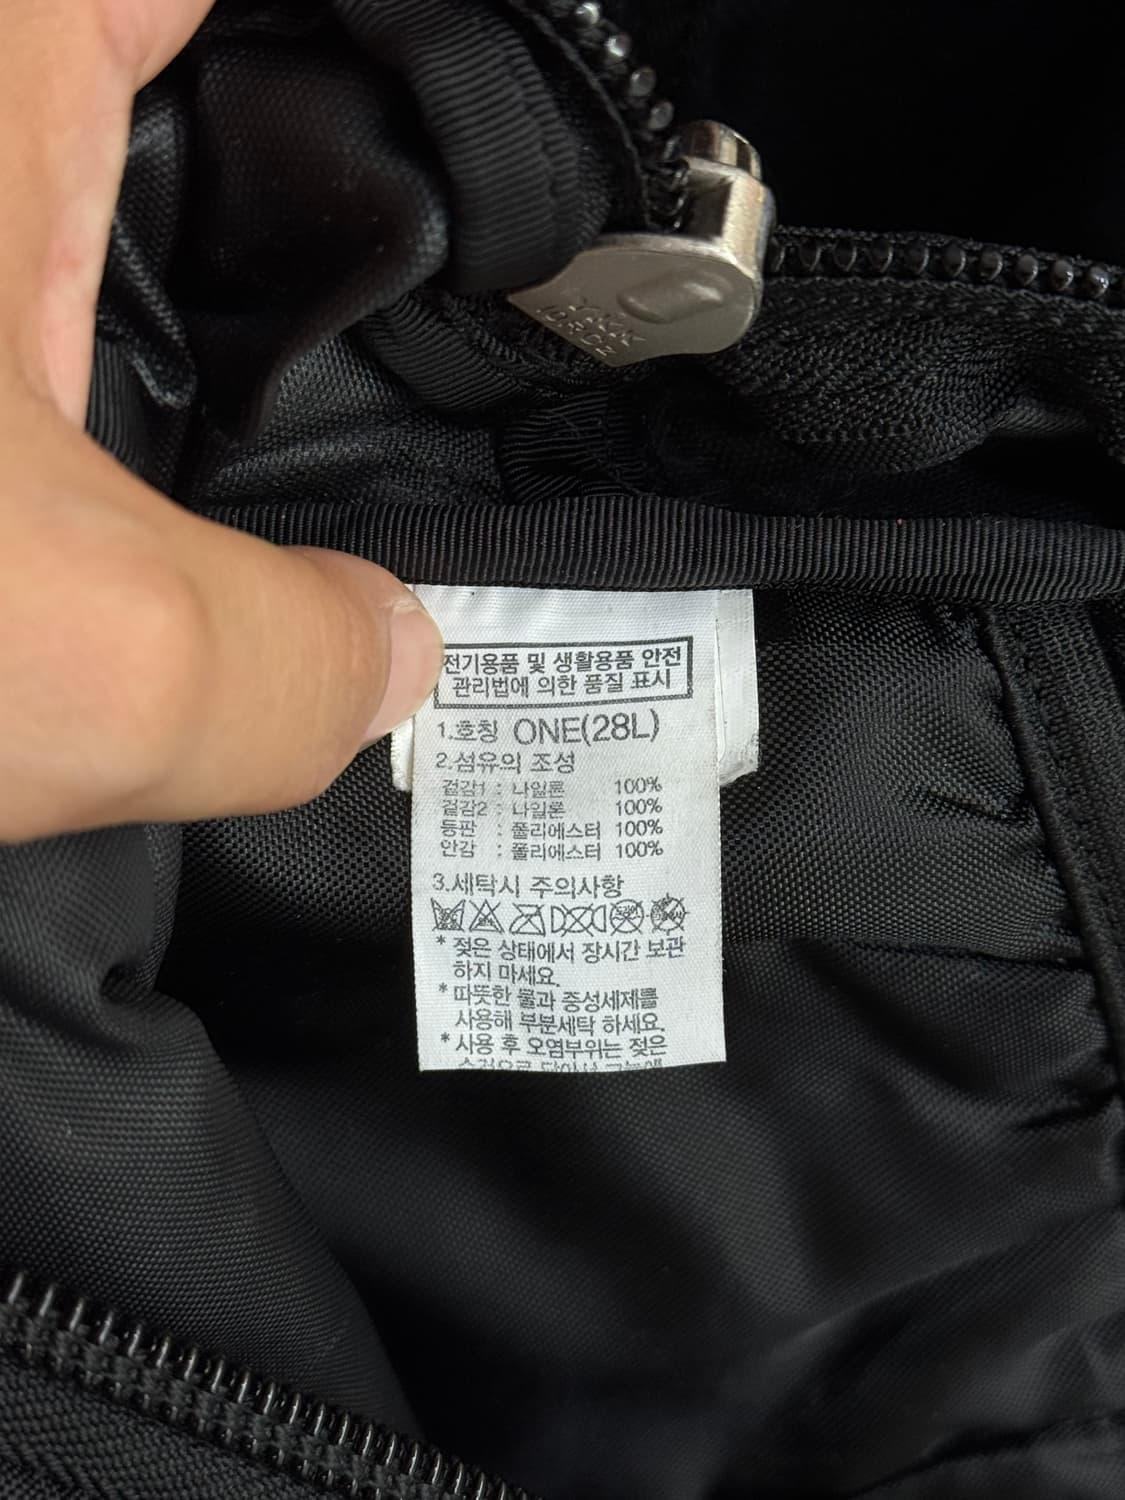 YKK
10RCE
전기용품 및 생활용품 안전
관리법에 의한 품질 표시
1.호칭 ONE(28L)
2.섬유의 조성
겉감1 : 나일론 100%
겉감2 : 나일론 100%
등판 : 폴리에스터 100%
안감 : 폴리에스터 100%
3.세탁시 주의사항
* 젖은 상태에서 장시간 보관
하지 마세요.
* 따뜻한 물과 중성세제를
사용해 부분세탁 하세요.
* 사용 후 오염부위는 젖은